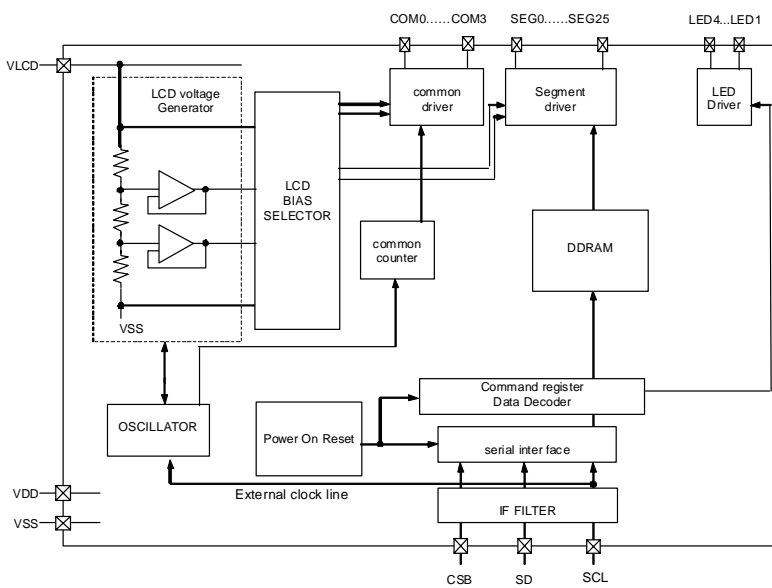 COM0......COM3
SEG0......SEG25
LED4...LED1
VLCD
LCD voltage
Generator
common
driver
Segment
driver
LED
Driver
LCD
BIAS
SELECTOR
common
counter
DDRAM
VSS
Command register
Data Decoder
OSCILLATOR
Power On Reset
serial inter face
VDD
External clock line
VSS
IF FILTER
CSB
SD
SCL